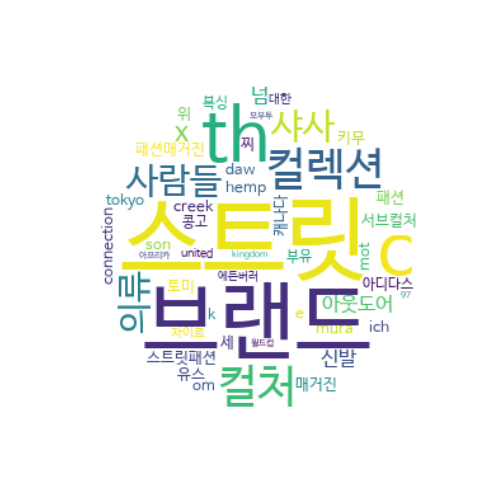 복싱
넘
대한
위
th
모부투
x
찌
샤사
키무
패션매거진
컬렉션
사람들
daw
hemp
캐나다
패션
tokyo
creek
콩고
서브컬처
스트릿
C
connection
son
united
kingdom
mot
아프리카
부유
의류
에든버러
아디다스
토미
브랜드
아웃도어
97
k
e
자이르
mura
ich
세
월드컵
스트릿패션
신발
유스
컬처
om
매거진